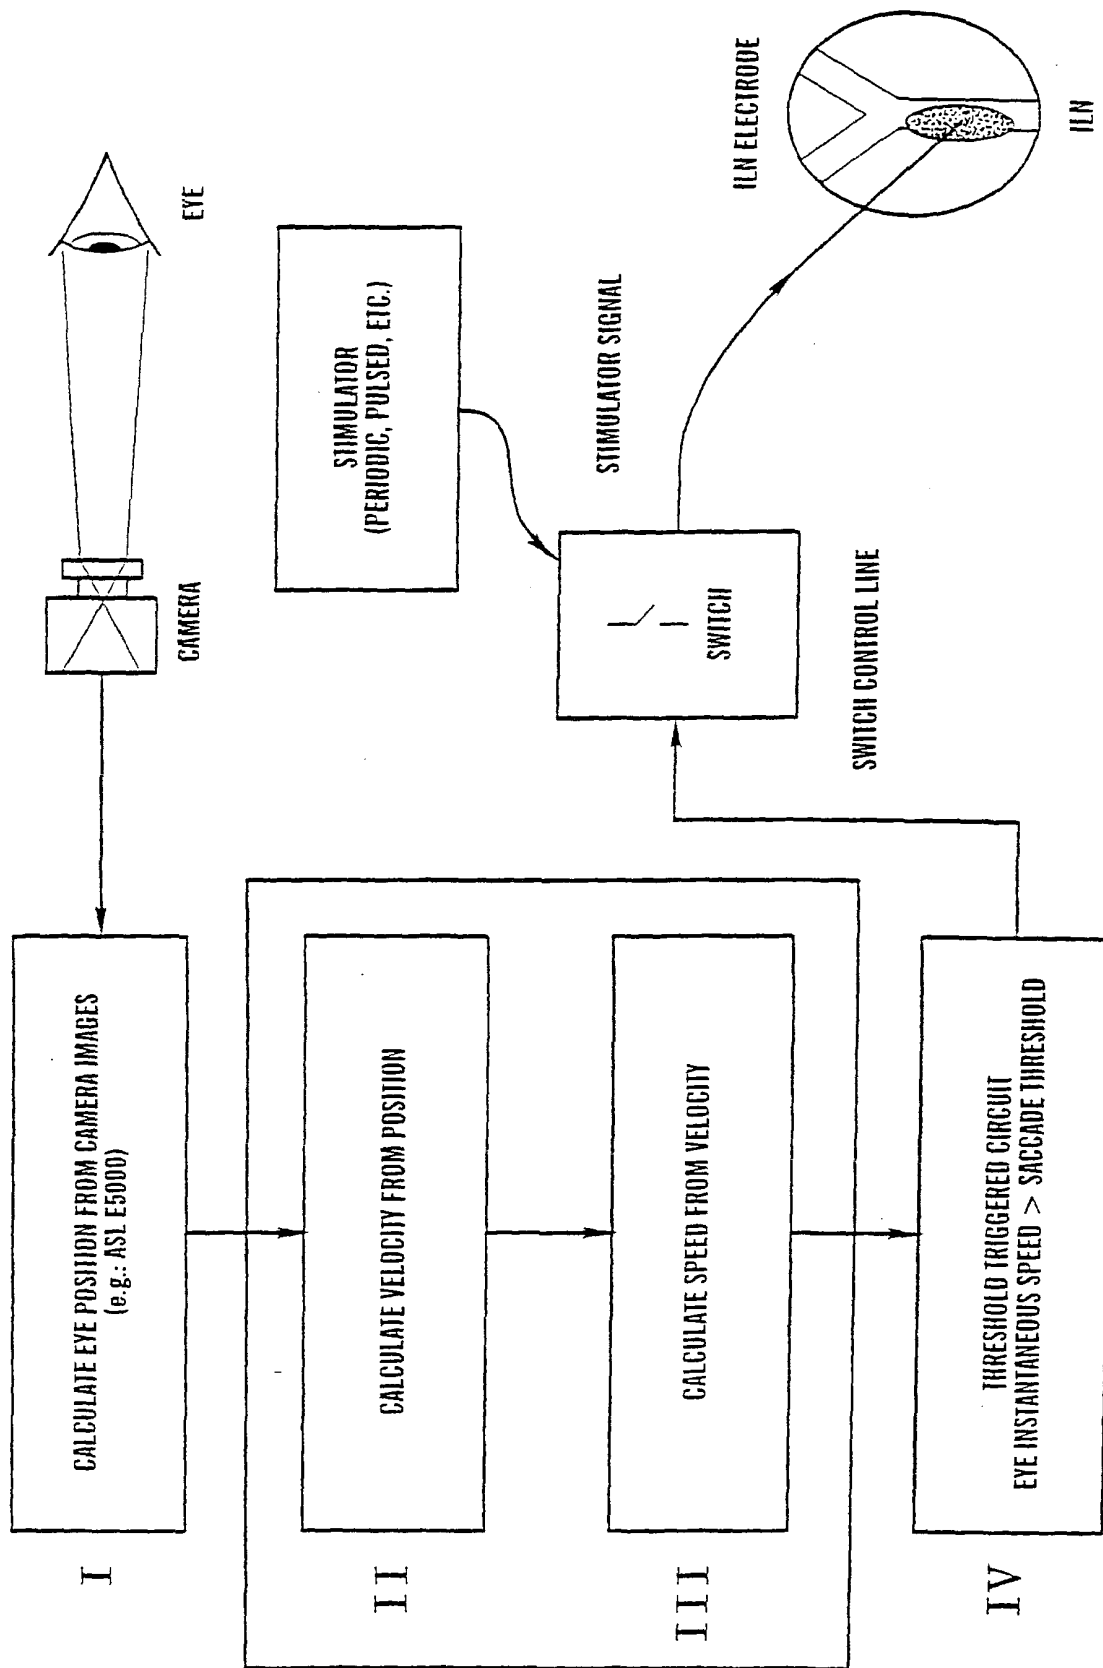 I
CALCULATE EYE POSITION FROM CAMERA IMAGES
(e.g.: ASL E5000)
CAMERA
EYE
II
CALCULATE VELOCITY FROM POSITION
STIMULATOR
(PERIODIC, PULSED, ETC.)
III
CALCULATE SPEED FROM VELOCITY
SWITCH
STIMULATOR SIGNAL
ILN ELECTRODE
SWITCH CONTROL LINE
IV
THRESHOLD TRIGGERED CIRCUIT
EYE INSTANTANEOUS SPEED > SACCADE THRESHOLD
ILN